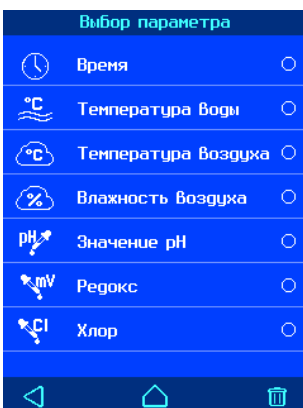 Выбор параметра
Время
°C Температура воды
°C Температура воздуха
% Влажность воздуха
pH Значение pH
mV Редокс
Cl Хлор